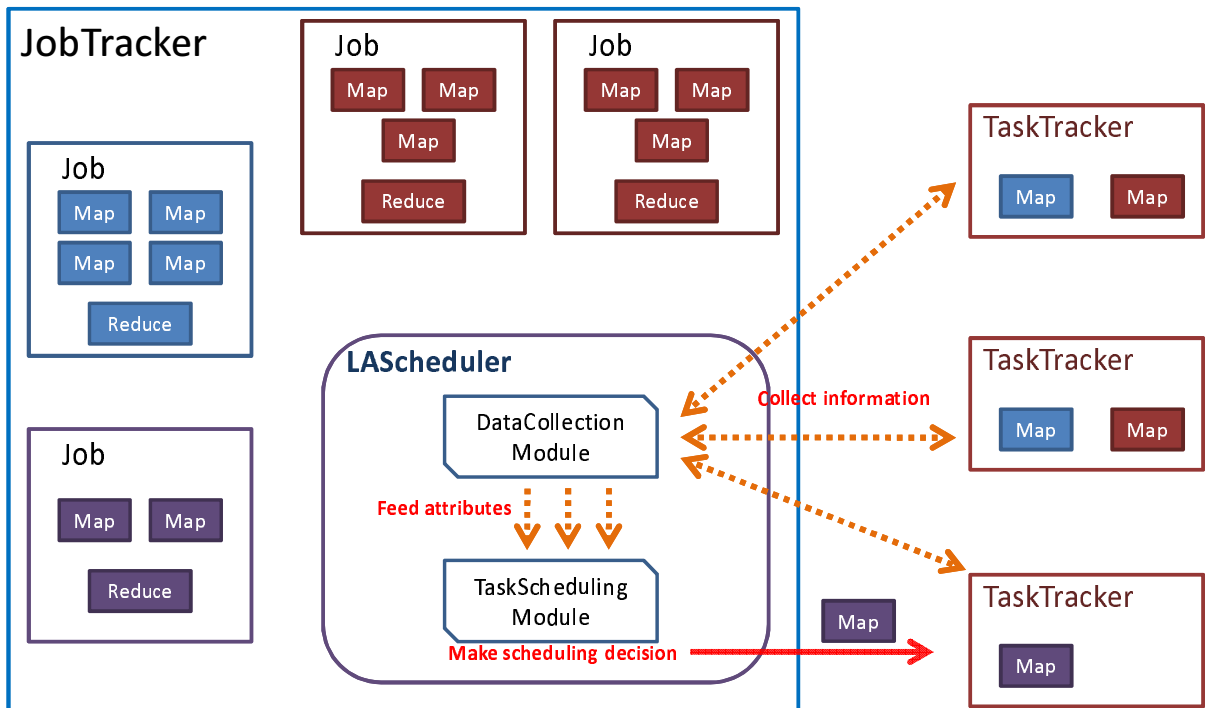 JobTracker
Job
Map Map
Map
Reduce
Job
Map Map
Map
Reduce
Job
Map Map
Map Map
Reduce
Job
Map Map
Reduce
LAScheduler
DataCollection
Module
Feed attributes
TaskScheduling
Module
Make scheduling decision
Collect information
Map
TaskTracker
Map Map
TaskTracker
Map Map
TaskTracker
Map